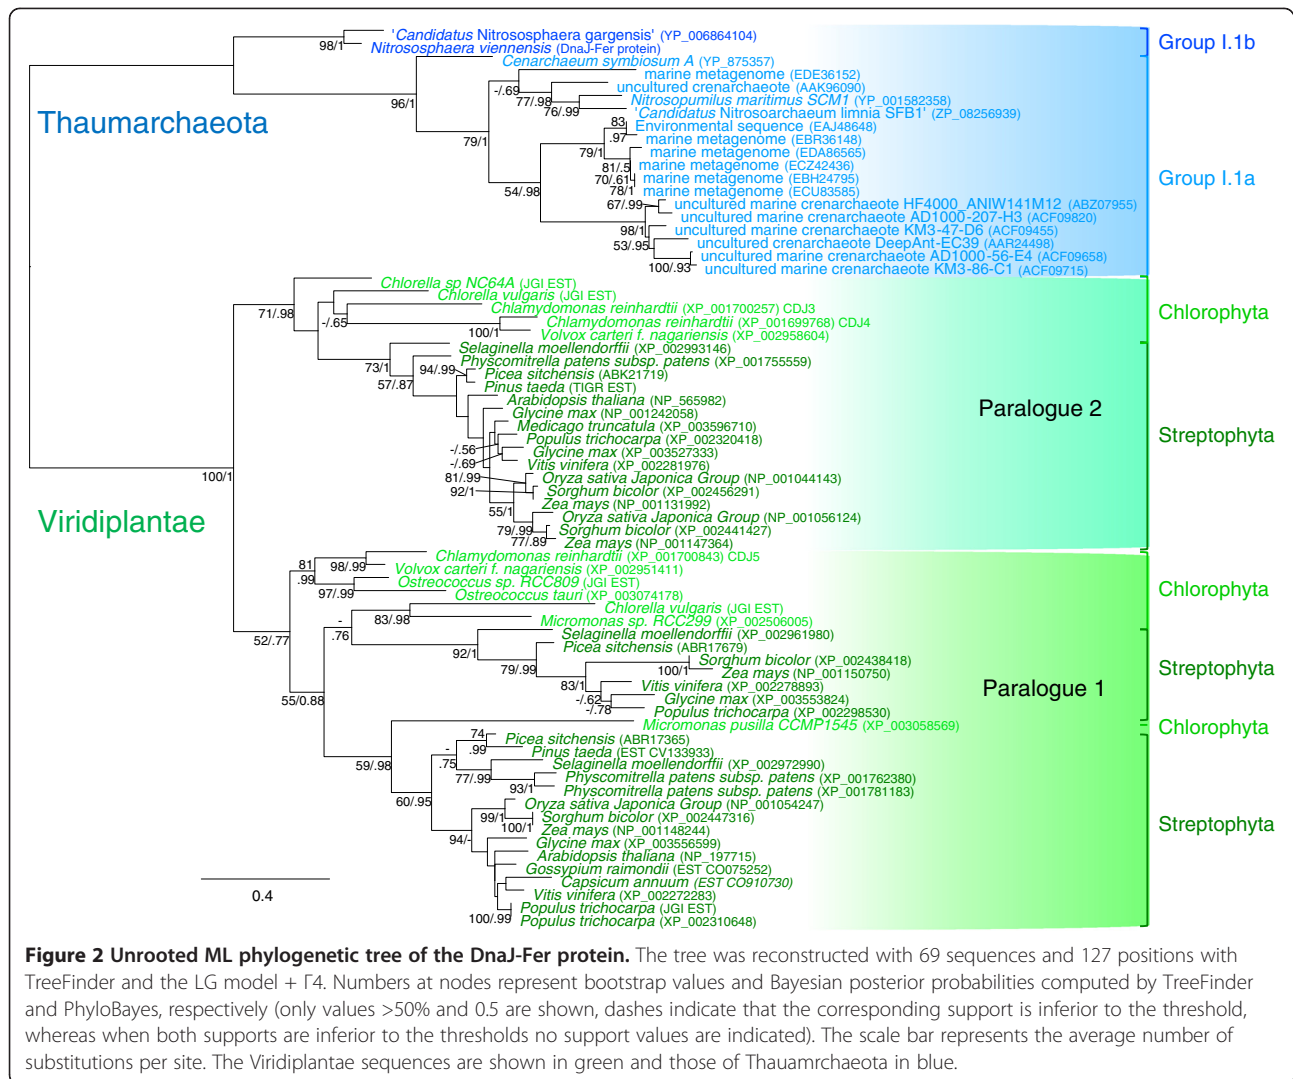 'Candidatus Nitrososphaera gargensis' (YP_006864104)
98/1
Nitrososphaera viennensis (DnaJ-Fer protein)
Group I.1b
Cenarchaeum symbiosum A (YP_875357)
marine metagenome (EDE36152)
-/.69
uncultured crenarchaeote (AAK96090)
96/1
77/.98
Nitrosopumilus maritimus SCM1 (YP_001582358)
76/.99
'Candidatus Nitrosoarchaeum limnia SFB1' (ZP_08256939)
Thaumarchaeota
83
Environmental sequence (EAJ48648)
.97
marine metagenome (EBR36148)
79/1
79/1
marine metagenome (EDA86565)
81/.5
marine metagenome (ECZ42436)
70/.61
marine metagenome (EBH24795)
Group I.1a
54/.98
78/1
marine metagenome (ECU83585)
67/.99
uncultured marine crenarchaeote HF4000_ANIW141M12 (ABZ07955)
uncultured marine crenarchaeote AD1000-207-H3 (ACF09820)
98/1
uncultured marine crenarchaeote KM3-47-D6 (ACF09455)
53/.95
uncultured crenarchaeote DeepAnt-EC39 (AAR24498)
uncultured marine crenarchaeote AD1000-56-E4 (ACF09658)
100/.93
uncultured marine crenarchaeote KM3-86-C1 (ACF09715)
Chlorella sp NC64A (JGI EST)
Chlorella vulgaris (JGI EST)
71/.98
Chlamydomonas reinhardtii (XP_001700257) CDJ3
Chlorophyta
-/.65
Chlamydomonas reinhardtii (XP_001699768) CDJ4
100/1
Volvox carteri f. nagariensis (XP_002958604)
Selaginella moellendorffii (XP_002993146)
73/1
94/.99
Physcomitrella patens subsp. patens (XP_001755559)
57/.87
Picea sitchensis (ABK21719)
Pinus taeda (TIGR EST)
Arabidopsis thaliana (NP_565982)
Paralogue 2
Glycine max (NP_001242058)
Medicago truncatula (XP_003596710)
Streptophyta
Populus trichocarpa (XP_002320418)
-/.56
Glycine max (XP_003527333)
-/.69
Vitis vinifera (XP_002281976)
100/1
81/.99
Oryza sativa Japonica Group (NP_001044143)
92/1
Sorghum bicolor (XP_002456291)
Zea mays (NP_001131992)
55/1
Oryza sativa Japonica Group (NP_001056124)
Viridiplantae
79/.99
Sorghum bicolor (XP_002441427)
77/.89
Zea mays (NP_001147364)
Chlamydomonas reinhardtii (XP_001700843) CDJ5
81
.99
98/.99
Volvox carteri f. nagariensis (XP_002951411)
Ostreococcus sp. RCC809 (JGI EST)
97/.99
Ostreococcus tauri (XP_003074178)
Chlorophyta
Chlorella vulgaris (JGI EST)
83/.98
Micromonas sp. RCC299 (XP_002506005)
-
.76
52/.77
Selaginella moellendorffii (XP_002961980)
92/1
Picea sitchensis (ABR17679)
79/.99
Sorghum bicolor (XP_002438418)
100/1
Zea mays (NP_001150750)
Streptophyta
83/1
Vitis vinifera (XP_002278893)
Paralogue 1
-/.62
Glycine max (XP_003553824)
55/0.88
-/.78
Populus trichocarpa (XP_002298530)
Micromonas pusilla CCMP1545 (XP_003058569)
Chlorophyta
74
.99
Picea sitchensis (ABR17365)
Pinus taeda (EST CV133933)
-
.75
59/.98
Selaginella moellendorffii (XP_002972990)
77/.99
Physcomitrella patens subsp. patens (XP_001762380)
93/1
Physcomitrella patens subsp. patens (XP_001781183)
60/.95
Oryza sativa Japonica Group (NP_001054247)
99/1
Sorghum bicolor (XP_002447316)
100/1
Zea mays (NP_001148244)
Streptophyta
94/-
Glycine max (XP_003556599)
Arabidopsis thaliana (NP_197715)
Gossypium raimondii (EST CO075252)
Capsicum annuum (EST CO910730)
0.4
Vitis vinifera (XP_002272283)
Populus trichocarpa (JGI EST)
100/.99
Populus trichocarpa (XP_002310648)
Figure 2 Unrooted ML phylogenetic tree of the DnaJ-Fer protein. The tree was reconstructed with 69 sequences and 127 positions with
TreeFinder and the LG model + Γ4. Numbers at nodes represent bootstrap values and Bayesian posterior probabilities computed by TreeFinder
and PhyloBayes, respectively (only values >50% and 0.5 are shown, dashes indicate that the corresponding support is inferior to the threshold,
whereas when both supports are inferior to the thresholds no support values are indicated). The scale bar represents the average number of
substitutions per site. The Viridiplantae sequences are shown in green and those of Thauamrchaeota in blue.